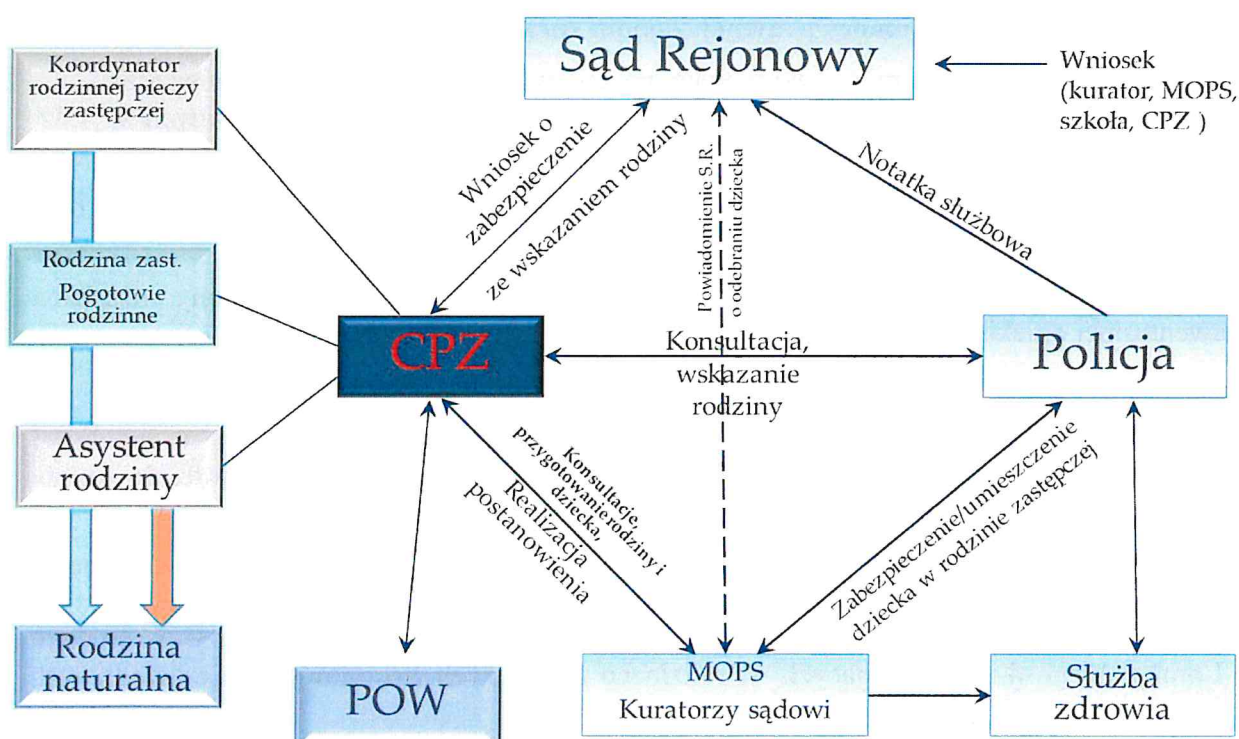 Koordynator
rodzinnej pieczy
zastępczej
Sąd Rejonowy
Wniosek
(kurator, MOPS,
szkoła, CPZ )
Wniosek o
zabezpieczenie
ze wskazaniem rodziny
Powiadomienie S.R.
o odebraniu dziecka
Notatka służbowa
Rodzina zast.
Pogotowie
rodzinne
CPZ
Konsultacja,
wskazanie
rodziny
Policja
Asystent
rodziny
Konsultacje,
przygotowanie rodziny i
dziecka,
Realizacja
postanowienia
Zabezpieczenie/umieszczenie
dziecka w rodzinie zastępczej
Rodzina
naturalna
POW
MOPS
Kuratorzy sądowi
Służba
zdrowia